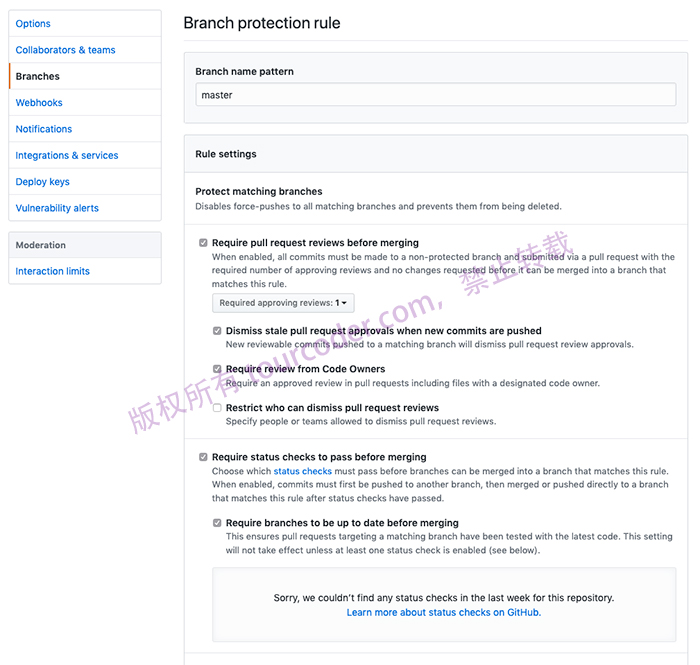 Options
Collaborators & teams
Branches
Webhooks
Notifications
Integrations & services
Deploy keys
Vulnerability alerts
Moderation
Interaction limits
Branch protection rule
Branch name pattern
master
Rule settings
Protect matching branches
Disables force-pushes to all matching branches and prevents them from being deleted.
Require pull request reviews before merging
When enabled, all commits must be made to a non-protected branch and submitted via a pull request with the
required number of approving reviews and no changes requested before it can be merged into a branch that
matches this rule.
Required approving reviews: 1
Dismiss stale pull request approvals when new commits are pushed
New reviewable commits pushed to a matching branch will dismiss pull request review approvals.
Require review from Code Owners
Require an approved review in pull requests including files with a designated code owner.
Restrict who can dismiss pull request reviews
Specify people or teams allowed to dismiss pull request reviews.
Require status checks to pass before merging
Choose which status checks must pass before branches can be merged into a branch that matches this rule.
When enabled, commits must first be pushed to another branch, then merged or pushed directly to a branch
that matches this rule after status checks have passed.
Require branches to be up to date before merging
This ensures pull requests targeting a matching branch have been tested with the latest code. This setting
will not take effect unless at least one status check is enabled (see below).
Sorry, we couldn't find any status checks in the last week for this repository.
Learn more about status checks on GitHub.
版权所有 fourcoder.com，禁止转载